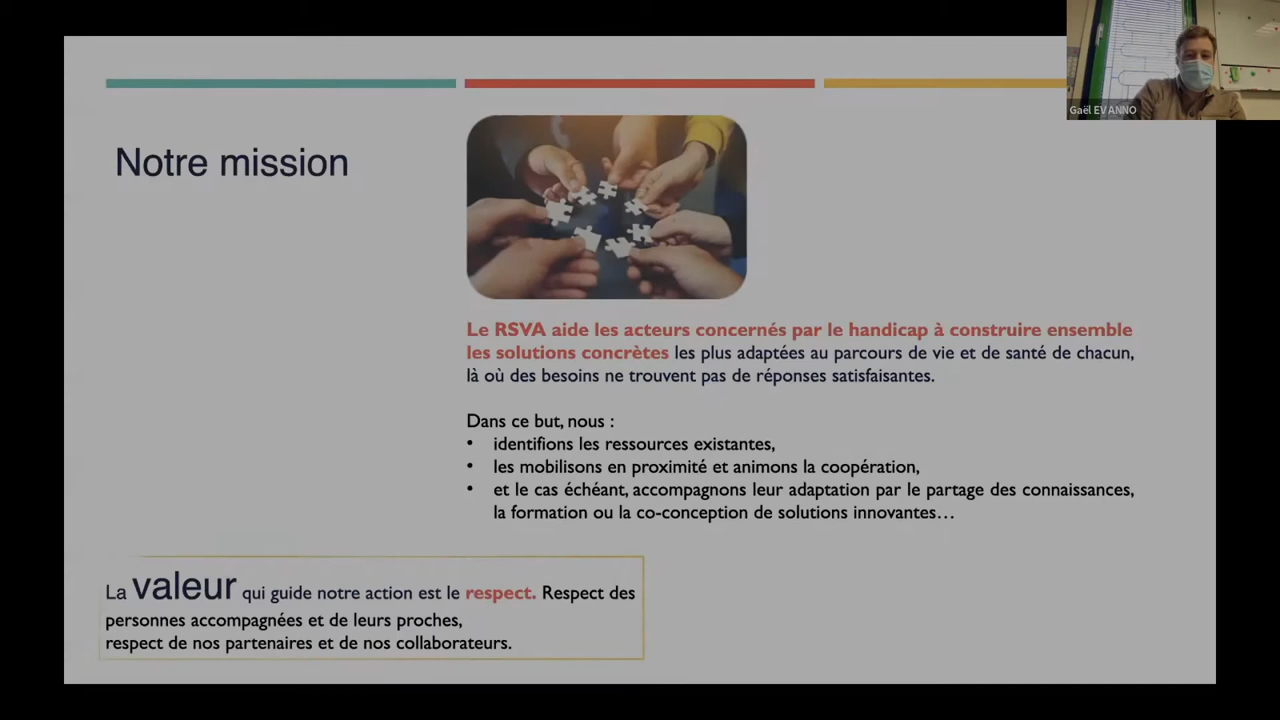 Gaël EVANNO
Notre mission
Le RSVA aide les acteurs concernés par le handicap à construire ensemble
les solutions concrètes les plus adaptées au parcours de vie et de santé de chacun,
là où des besoins ne trouvent pas de réponses satisfaisantes.
Dans ce but, nous :
• identifions les ressources existantes,
• les mobilisons en proximité et animons la coopération,
• et le cas échéant, accompagnons leur adaptation par le partage des connaissances,
la formation ou la co-conception de solutions innovantes…
La valeur qui guide notre action est le respect. Respect des
personnes accompagnées et de leurs proches,
respect de nos partenaires et de nos collaborateurs.